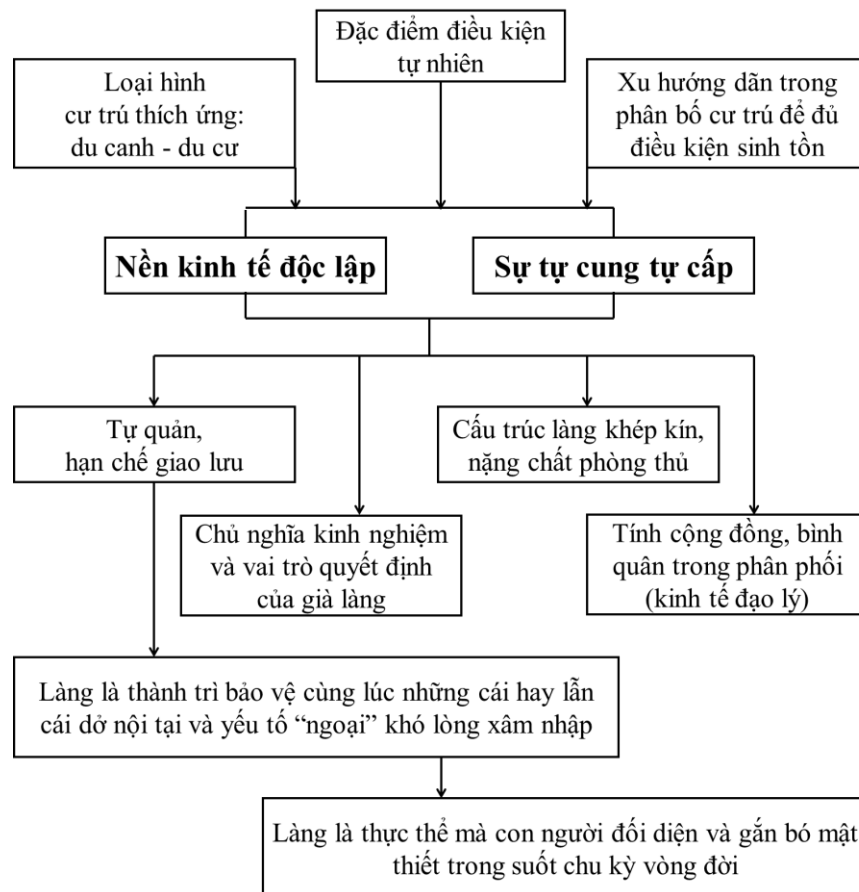 Đặc điểm điều kiện
tự nhiên
Loại hình
cư trú thích ứng:
du canh - du cư
Xu hướng dãn trong
phân bố cư trú để đủ
điều kiện sinh tồn
Nền kinh tế độc lập
Sự tự cung tự cấp
Tự quản,
hạn chế giao lưu
Cấu trúc làng khép kín,
nặng chất phòng thủ
Chủ nghĩa kinh nghiệm
và vai trò quyết định
của già làng
Tính cộng đồng, bình
quân trong phân phối
(kinh tế đạo lý)
Làng là thành trì bảo vệ cùng lúc những cái hay lẫn
cái dở nội tại và yếu tố “ngoại” khó lòng xâm nhập
Làng là thực thể mà con người đối diện và gắn bó mật
thiết trong suốt chu kỳ vòng đời